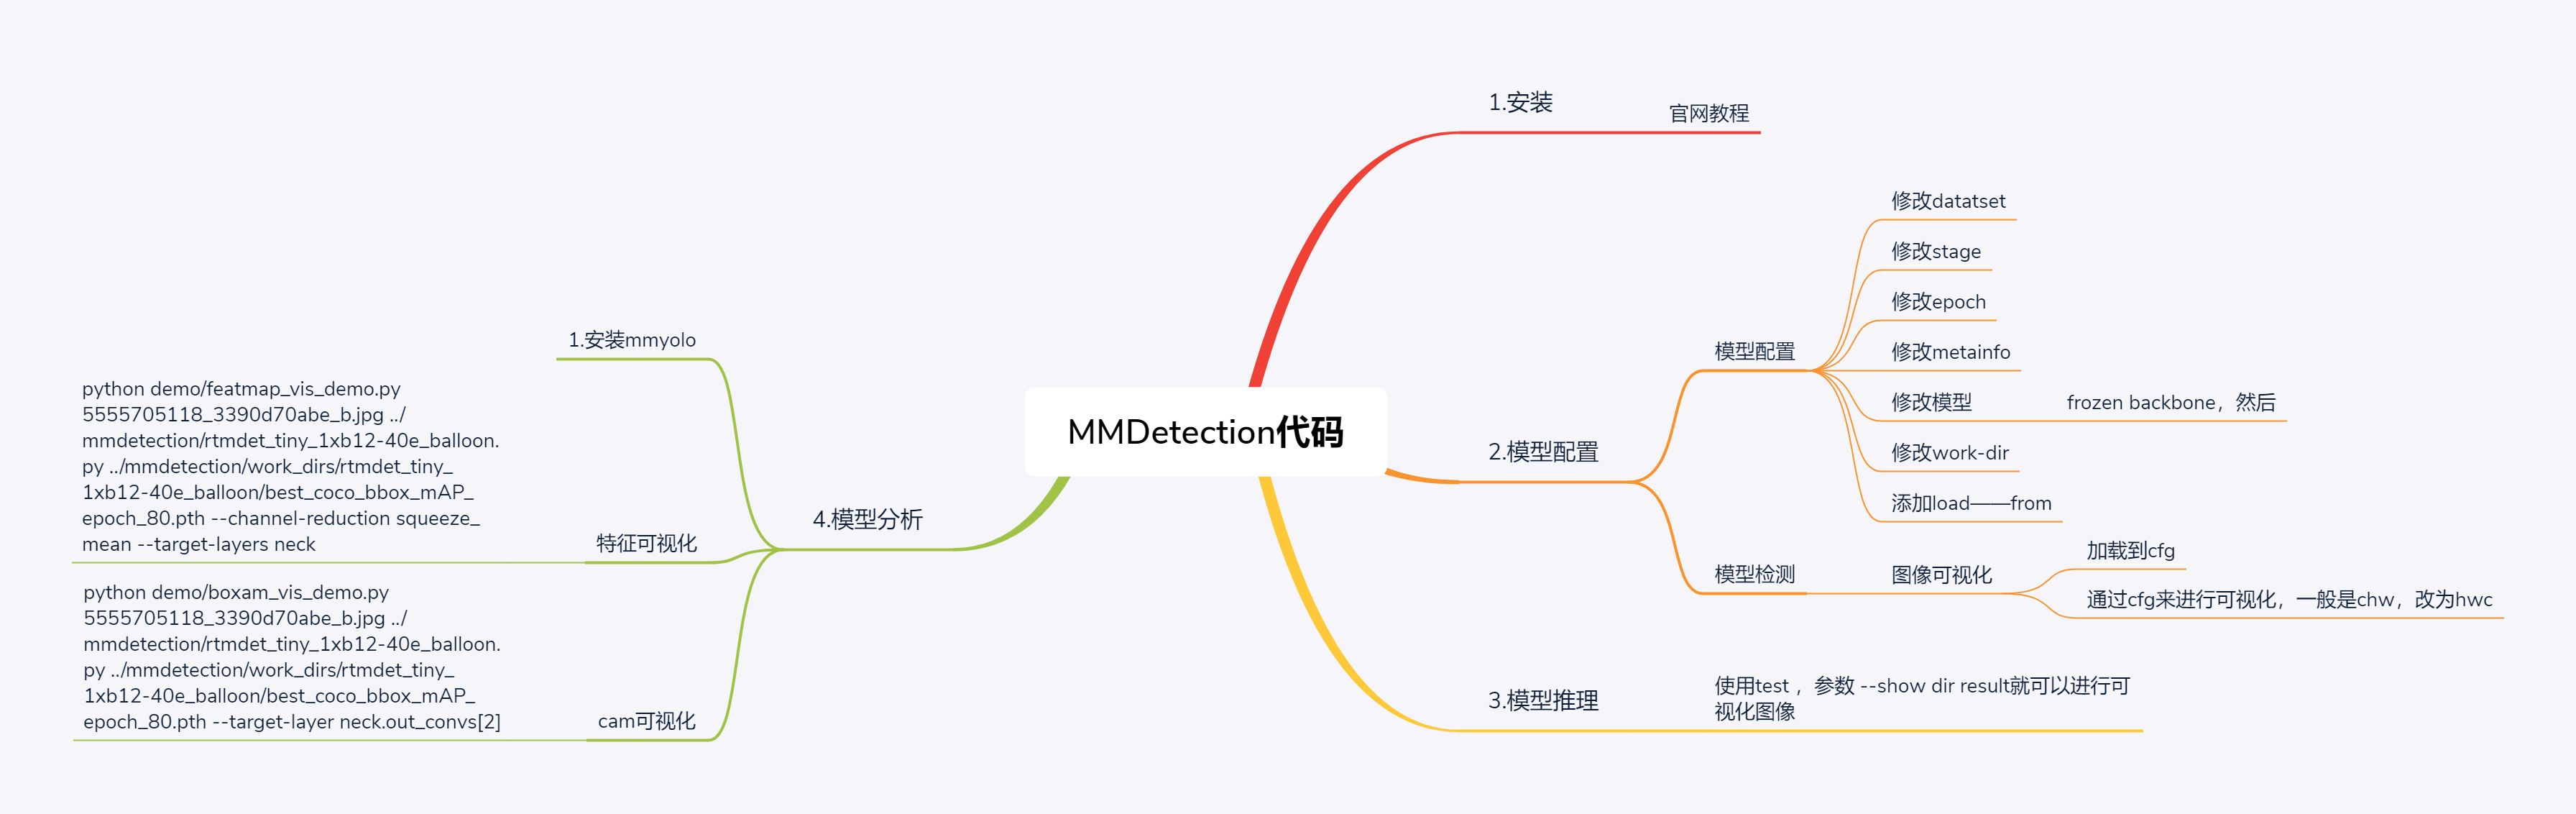 MMDetection代码
1.安装
官网教程
2.模型配置
模型配置
修改datatset
修改stage
修改epoch
修改metainfo
修改模型
frozen backbone，然后
修改work-dir
添加load——from
模型检测
图像可视化
加载到cfg
通过cfg来进行可视化，一般是chw，改为hwc
3.模型推理
使用test ，参数 --show dir result就可以进行可
视化图像
4.模型分析
1.安装mmyolo
特征可视化
python demo/featmap_vis_demo.py
5555705118_3390d70abe_b.jpg ../
mmdetection/rtmdet_tiny_1xb12-40e_balloon.
py ../mmdetection/work_dirs/rtmdet_tiny_
1xb12-40e_balloon/best_coco_bbox_mAP_
epoch_80.pth --channel-reduction squeeze_
mean --target-layers neck
cam可视化
python demo/boxam_vis_demo.py
5555705118_3390d70abe_b.jpg ../
mmdetection/rtmdet_tiny_1xb12-40e_balloon.
py ../mmdetection/work_dirs/rtmdet_tiny_
1xb12-40e_balloon/best_coco_bbox_mAP_
epoch_80.pth --target-layer neck.out_convs[2]